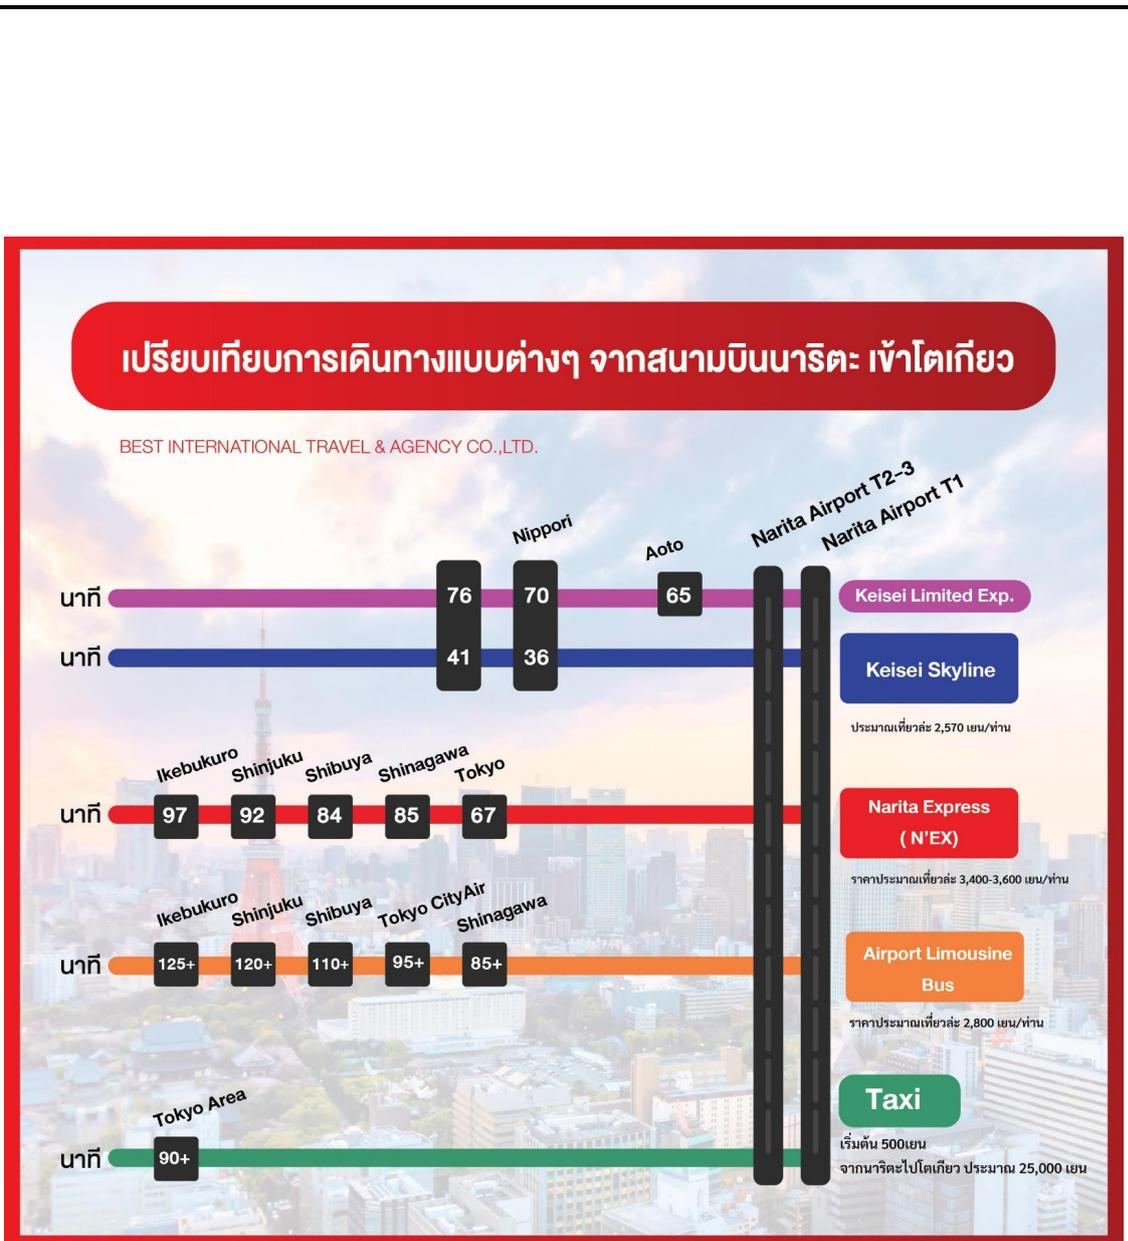 เปรียบเทียบการเดินทางแบบต่างๆ จากสนามบินนาริตะ เข้าโตเกียว
BEST INTERNATIONAL TRAVEL & AGENCY CO.,LTD.
Nippori
Aoto
Narita Airport T2-3
Narita Airport T1
นาที 76 70 65 Keisei Limited Exp.
นาที 41 36 Keisei Skyline
ประมาณเที่ยวล่ะ 2,570 เยน/ท่าน
Ikebukuro Shinjuku Shibuya Shinagawa Tokyo
นาที 97 92 84 85 67 Narita Express
( N'EX)
ราคาประมาณเที่ยวล่ะ 3,400-3,600 เยน/ท่าน
Ikebukuro Shinjuku Shibuya Tokyo CityAir Shinagawa
นาที 125+ 120+ 110+ 95+ 85+ Airport Limousine
Bus
ราคาประมาณเที่ยวล่ะ 2,800 เยน/ท่าน
Tokyo Area
นาที 90+ Taxi
เริ่มต้น 500เยน
จากนาริตะไปโตเกียว ประมาณ 25,000 เยน